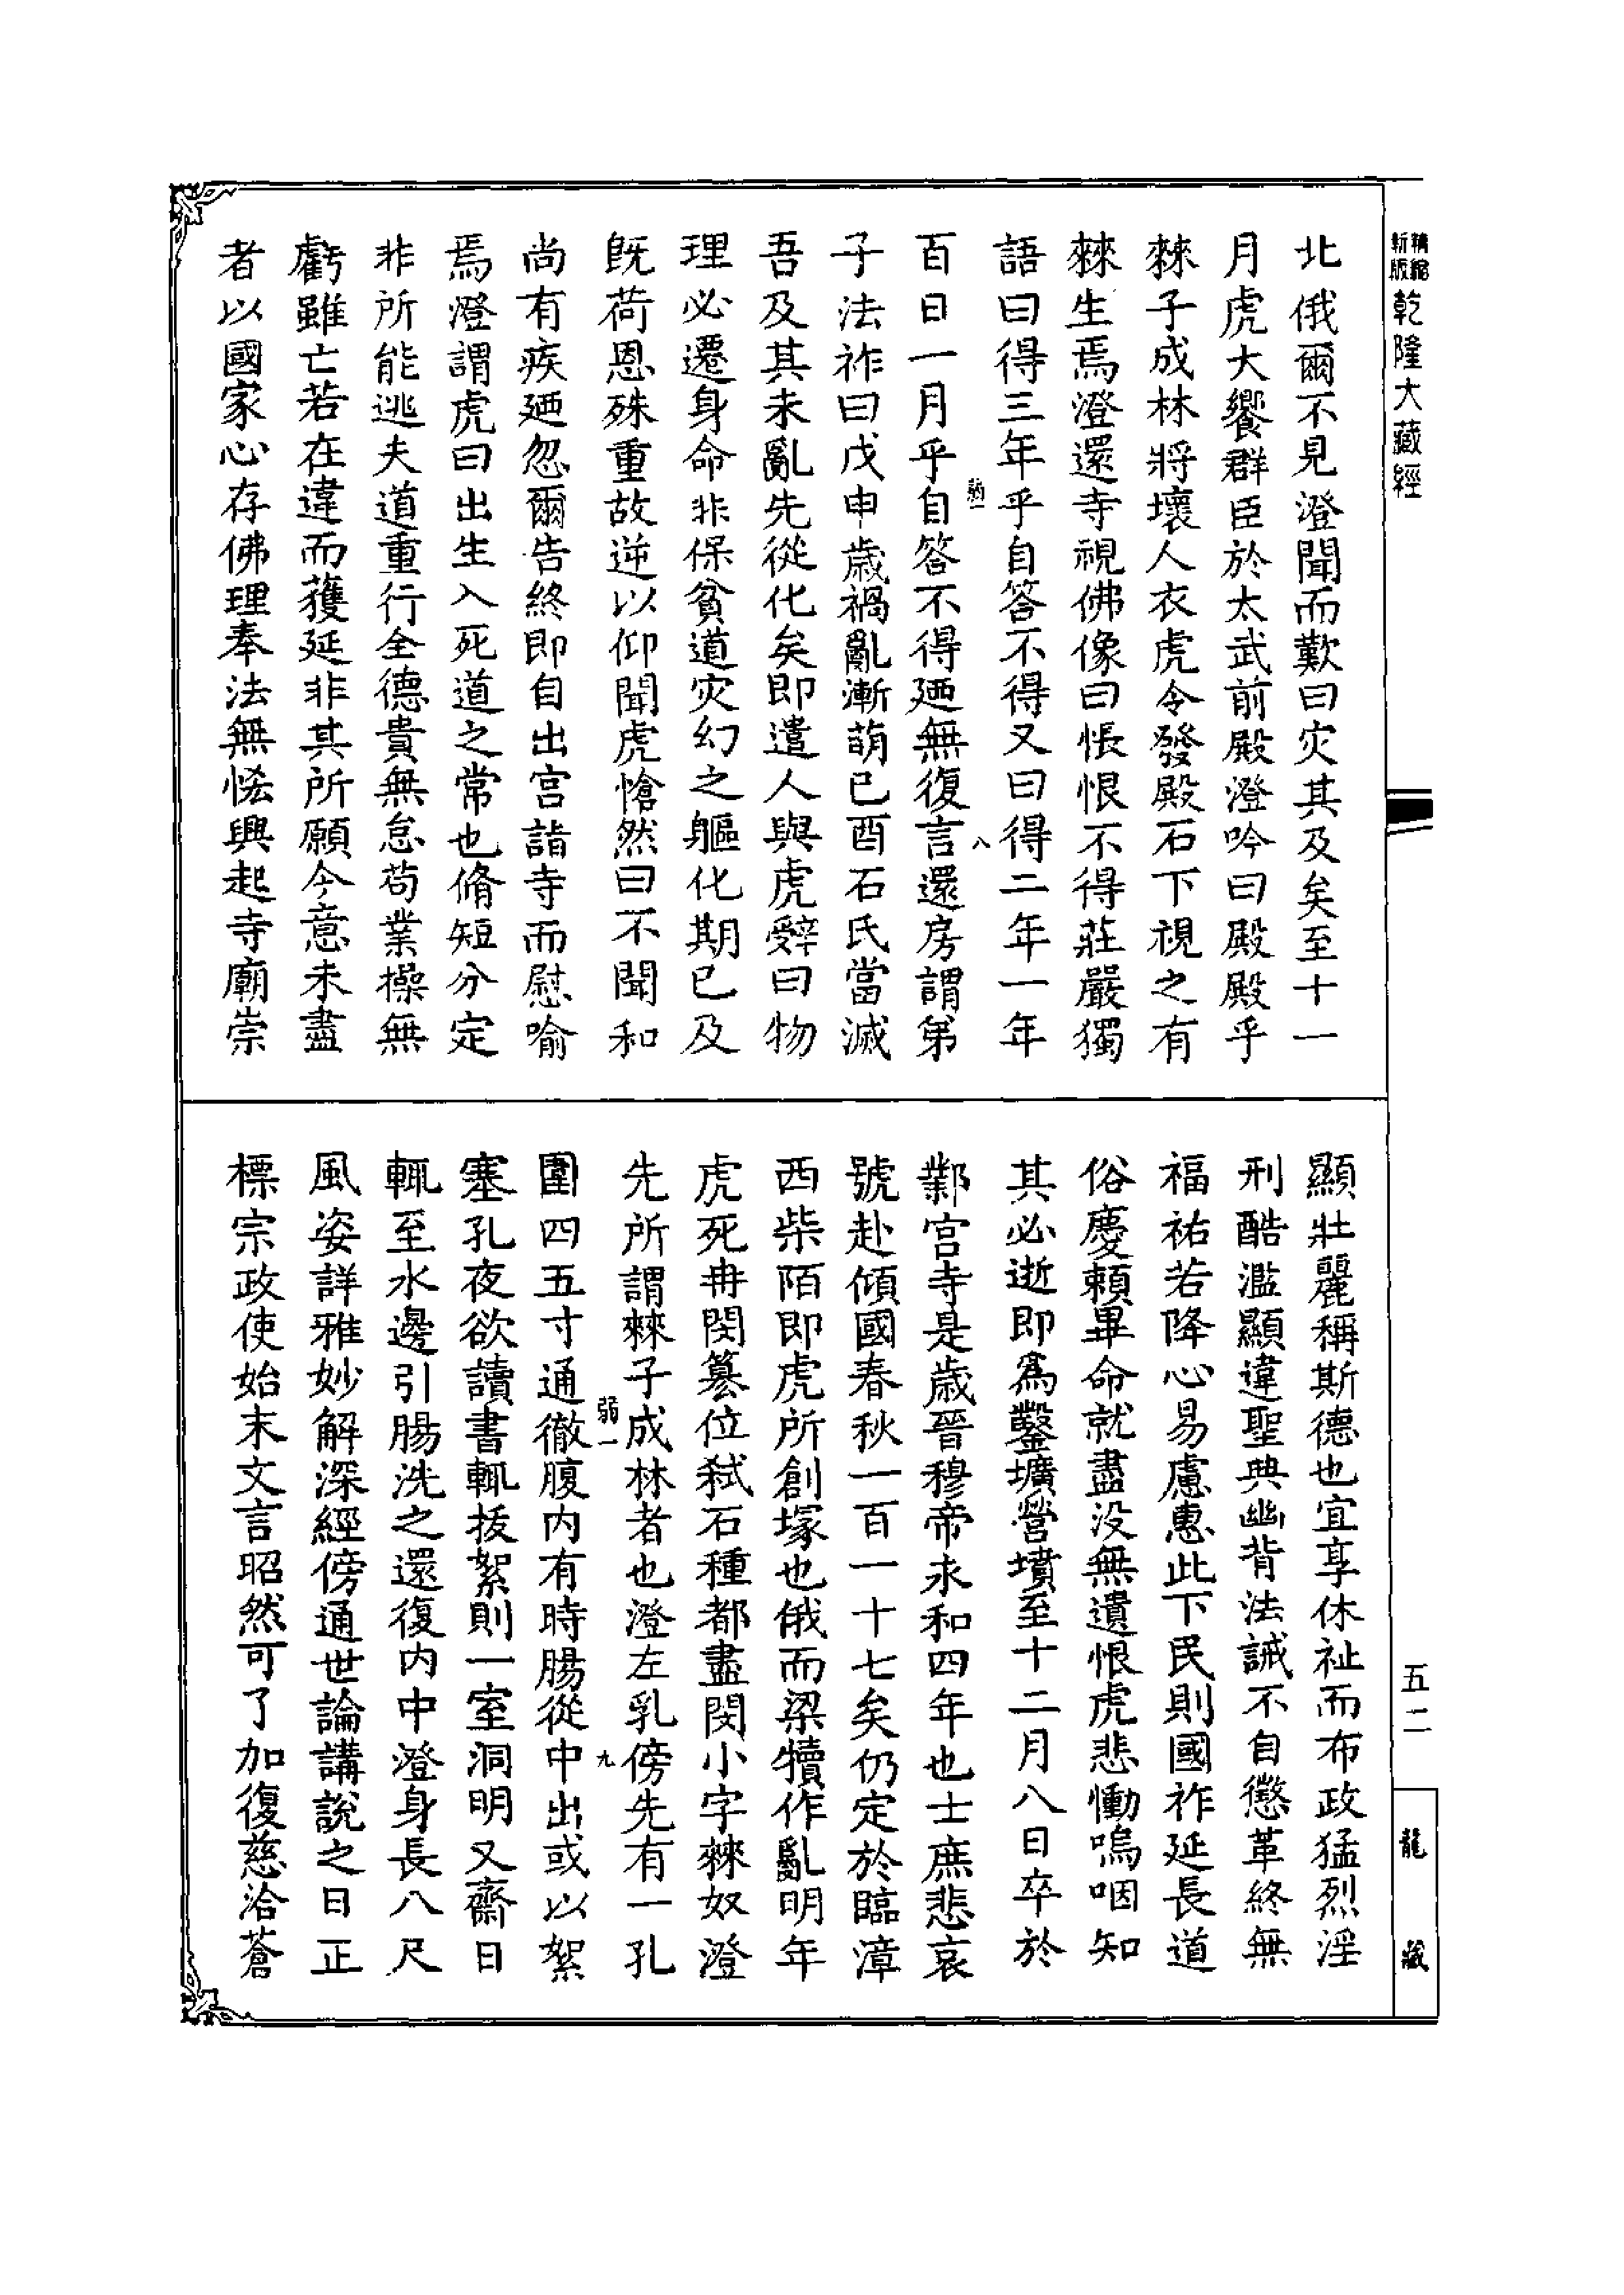 精縮新版
乾隆大藏經
北俄爾不見澄聞而歎曰灾其及矣至十一
月虎大饗群臣於太武前殿澄吟曰殿殿乎
棘子成林將壞人衣虎令發殿石下視之有
棘生焉澄還寺視佛像曰悵恨不得莊嚴獨
語曰得三年乎自答不得又曰得二年一年
弱一
八
百日一月乎自答不得廼無復言還房謂弟
子法祚曰戊申歲禍亂漸萌已酉石氏當滅
吾及其未亂先從化矣即遣人與虎辭曰物
理必遷身命非保貧道灾幻之軀化期已及
既荷恩殊重故逆以仰聞虎愴然曰不聞和
尚有疾廼忽爾告終即自出宮詣寺而慰喻
焉澄謂虎曰出生入死道之常也脩短分定
非所能逃夫道重行全德貴無怠苟業操無
虧雖亡若在違而獲延非其所願今意未盡
者以國家心存佛理奉法無悋興起寺廟崇
顯壯麗稱斯德也宜享休祉而布政猛烈淫
刑酷濫顯違聖典幽背法誡不自懲革終無
福祐若降心易慮惠此下民則國祚延長道
俗慶賴畢命就盡没無遺恨虎悲慟嗚咽知
其必逝即為鑿壙營墳至十二月八日卒於
鄴宮寺是歲晉穆帝永和四年也士庶悲哀
號赴傾國春秋一百一十七矣仍定於臨漳
西柴陌即虎所創塚也俄而梁犢作亂明年
虎死冉閔篡位弒石種都盡閔小字棘奴澄
先所謂棘子成林者也澄左乳傍先有一孔
弱一
九
圍四五寸通徹腹内有時腸從中出或以絮
塞孔夜欲讀書輒拔絮則一室洞明又齋日
輒至水邊引腸洗之還復内中澄身長八尺
風姿詳雅妙解深經傍通世論講說之日正
標宗政使始末文言昭然可了加復慈洽蒼
五二
龍藏